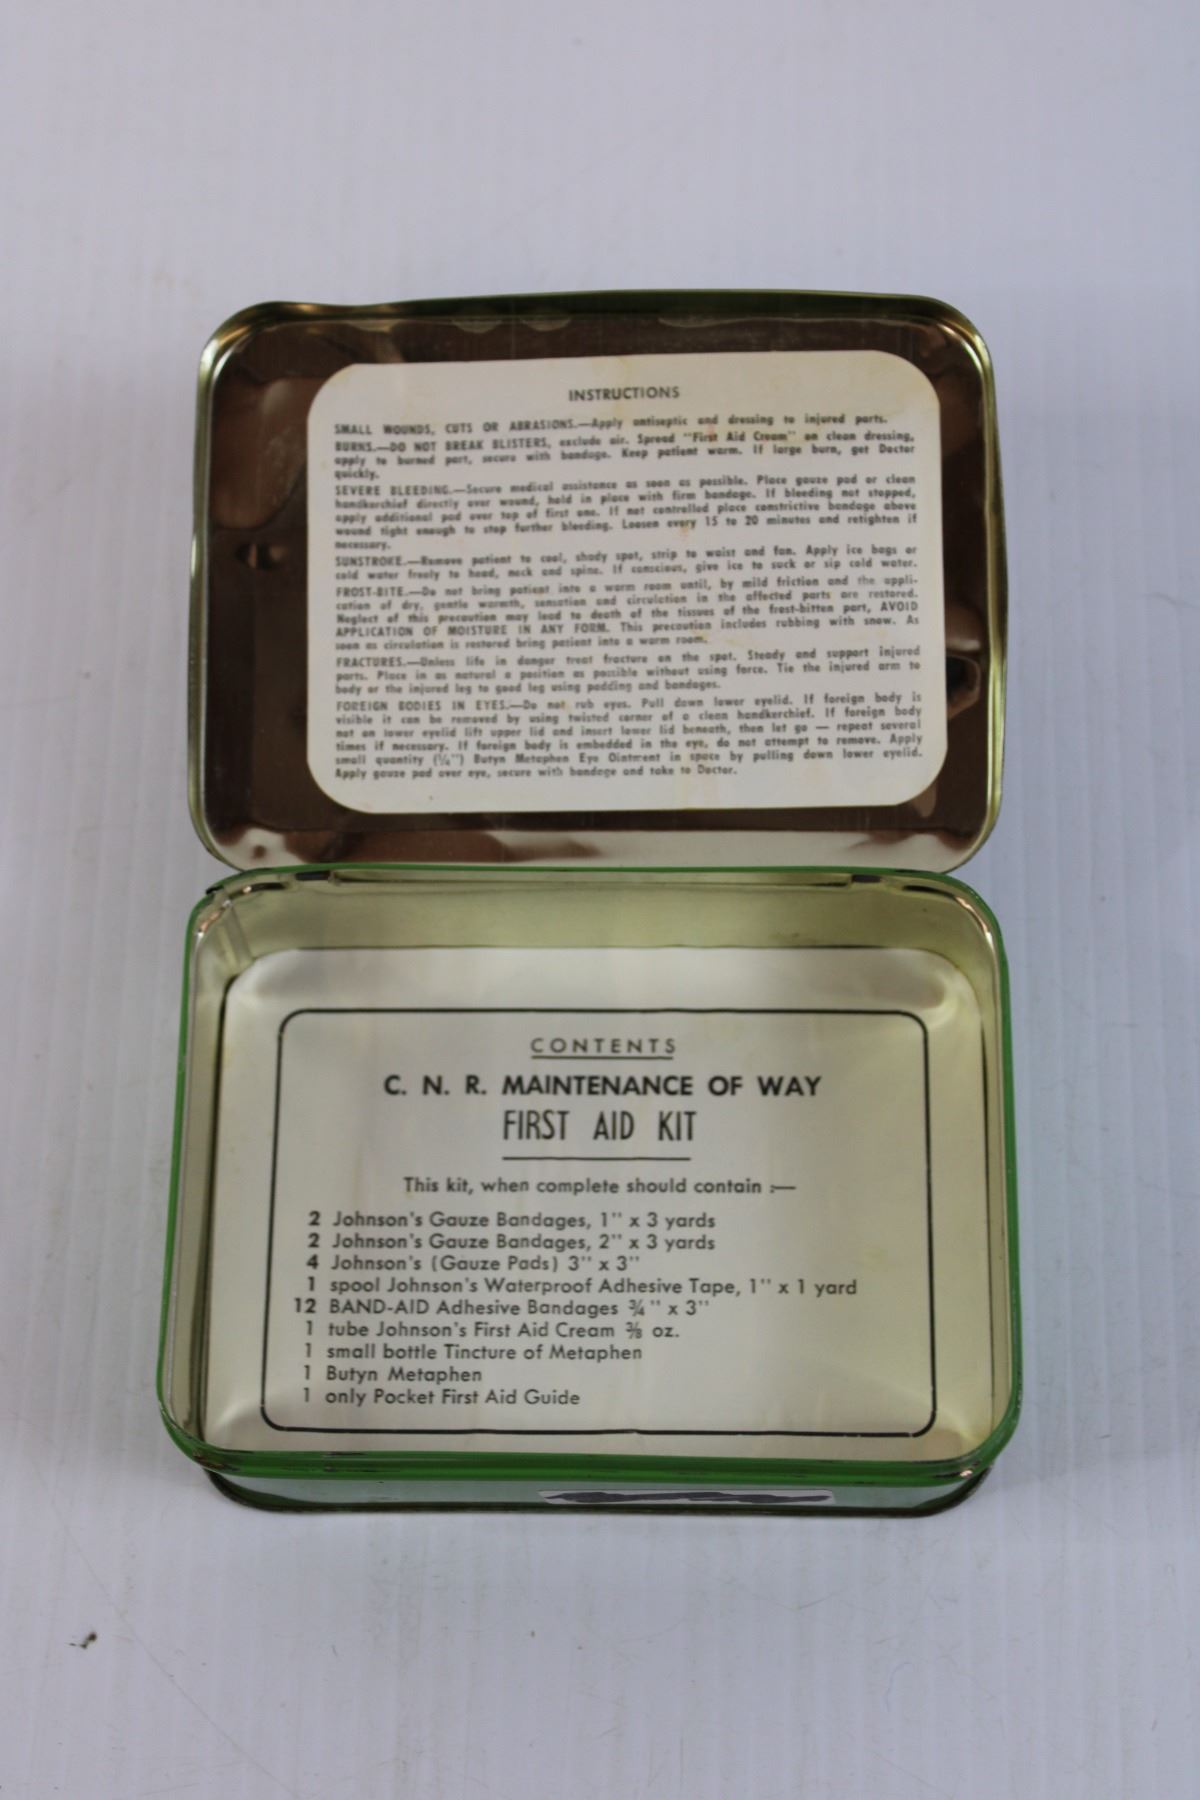 INSTRUCTIONS
SMALL WOUNDS, CUTS OR ABRASIONS.—Apply antiseptic and dressing to injured parts.
BURNS.—DO NOT BREAK BLISTERS, exclude air. Spread "First Aid Cream" on clean dressing,
apply to burned part, secure with bandage. Keep patient warm. If large burn, get Doctor
quickly.
SEVERE BLEEDING.—Secure medical assistance as soon as possible. Place gauze pad or clean
handkerchief directly over wound, hold in place with firm bandage. If bleeding not stopped,
apply additional pad over top of first one. If not controlled place constrictive bandage above
wound tight enough to stop further bleeding. Loosen every 15 to 20 minutes and retighten if
necessary.
SUNSTROKE.—Remove patient to cool, shady spot, strip to waist and fan. Apply ice bags or
cold water freely to head, neck and spine. If conscious, give ice to suck or sip cold water.
FROST-BITE.—Do not bring patient into a warm room until, by mild friction and the appli-
cation of dry, gentle warmth, sensation and circulation in the affected parts are restored.
Neglect of this precaution may lead to death of the tissues of the frost-bitten part, AVOID
APPLICATION OF MOISTURE IN ANY FORM. This precaution includes rubbing with snow. As
soon as circulation is restored bring patient into a warm room.
FRACTURES.—Unless life in danger treat fracture on the spot. Steady and support injured
parts. Place in as natural a position as possible without using force. Tie the injured arm to
body or the injured leg to good leg using padding and bandages.
FOREIGN BODIES IN EYES.—Do not rub eyes. Pull down lower eyelid. If foreign body is
visible it can be removed by using twisted corner of a clean handkerchief. If foreign body
not on lower eyelid lift upper lid and insert lower lid beneath, then let go — repeat several
times if necessary. If foreign body is embedded in the eye, do not attempt to remove. Apply
small quantity (¼") Butyn Metaphen Eye Ointment in space by pulling down lower eyelid.
Apply gauze pad over eye, secure with bandage and take to Doctor.
CONTENTS
C. N. R. MAINTENANCE OF WAY
FIRST AID KIT
This kit, when complete should contain :—
2 Johnson's Gauze Bandages, 1" x 3 yards
2 Johnson's Gauze Bandages, 2" x 3 yards
4 Johnson's (Gauze Pads) 3" x 3"
1 spool Johnson's Waterproof Adhesive Tape, 1" x 1 yard
12 BAND-AID Adhesive Bandages ¾" x 3"
1 tube Johnson's First Aid Cream ⅜ oz.
1 small bottle Tincture of Metaphen
1 Butyn Metaphen
1 only Pocket First Aid Guide